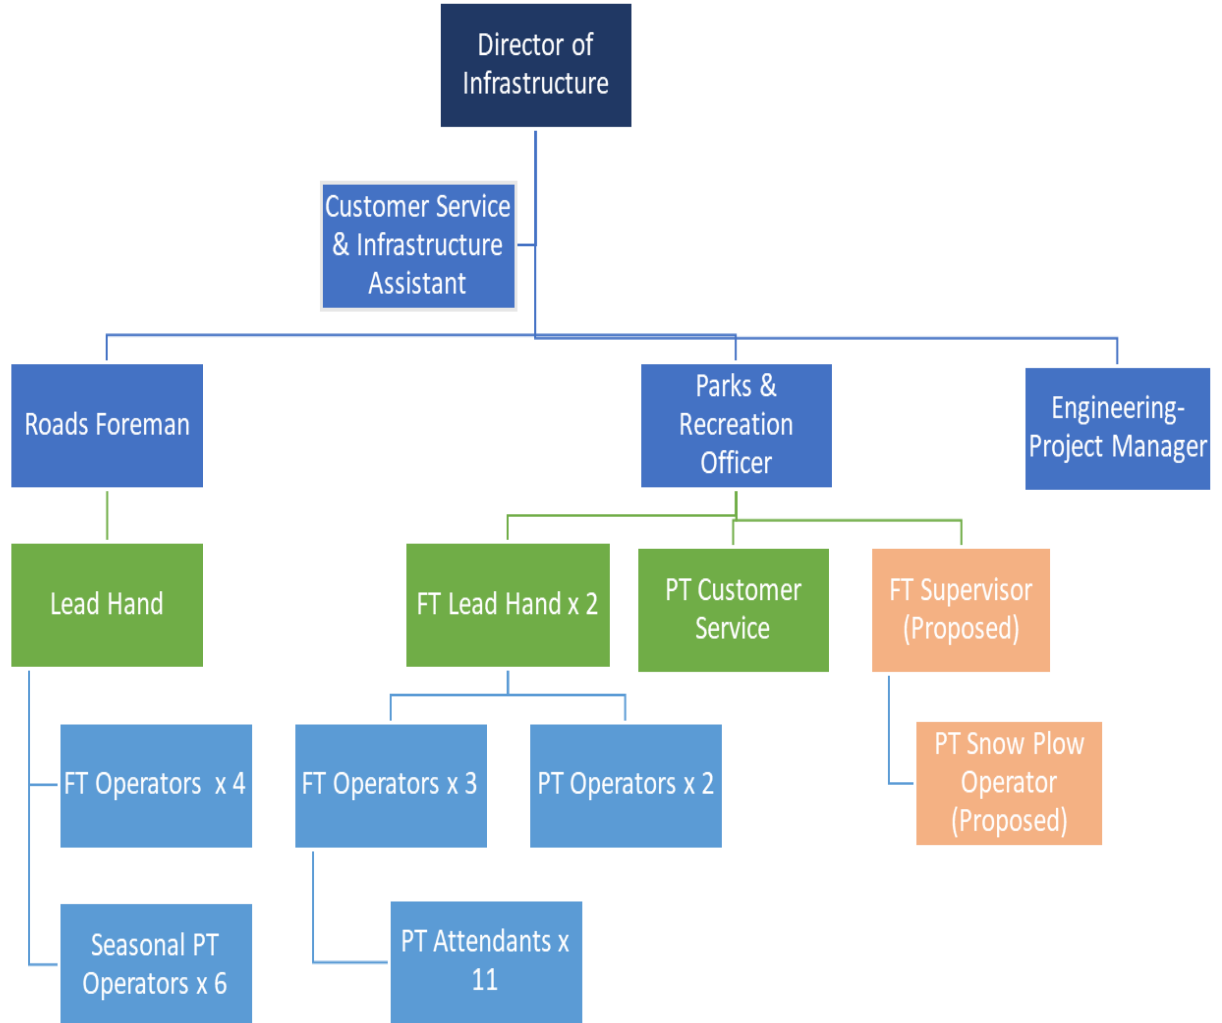 Director of
Infrastructure
Customer Service
& Infrastructure
Assistant
Roads Foreman
Parks &
Recreation
Officer
Engineering-
Project Manager
Lead Hand
FT Lead Hand x 2
PT Customer
Service
FT Supervisor
(Proposed)
FT Operators  x 4
FT Operators x 3
PT Operators x 2
PT Snow Plow
Operator
(Proposed)
Seasonal PT
Operators x 6
PT Attendants x
11